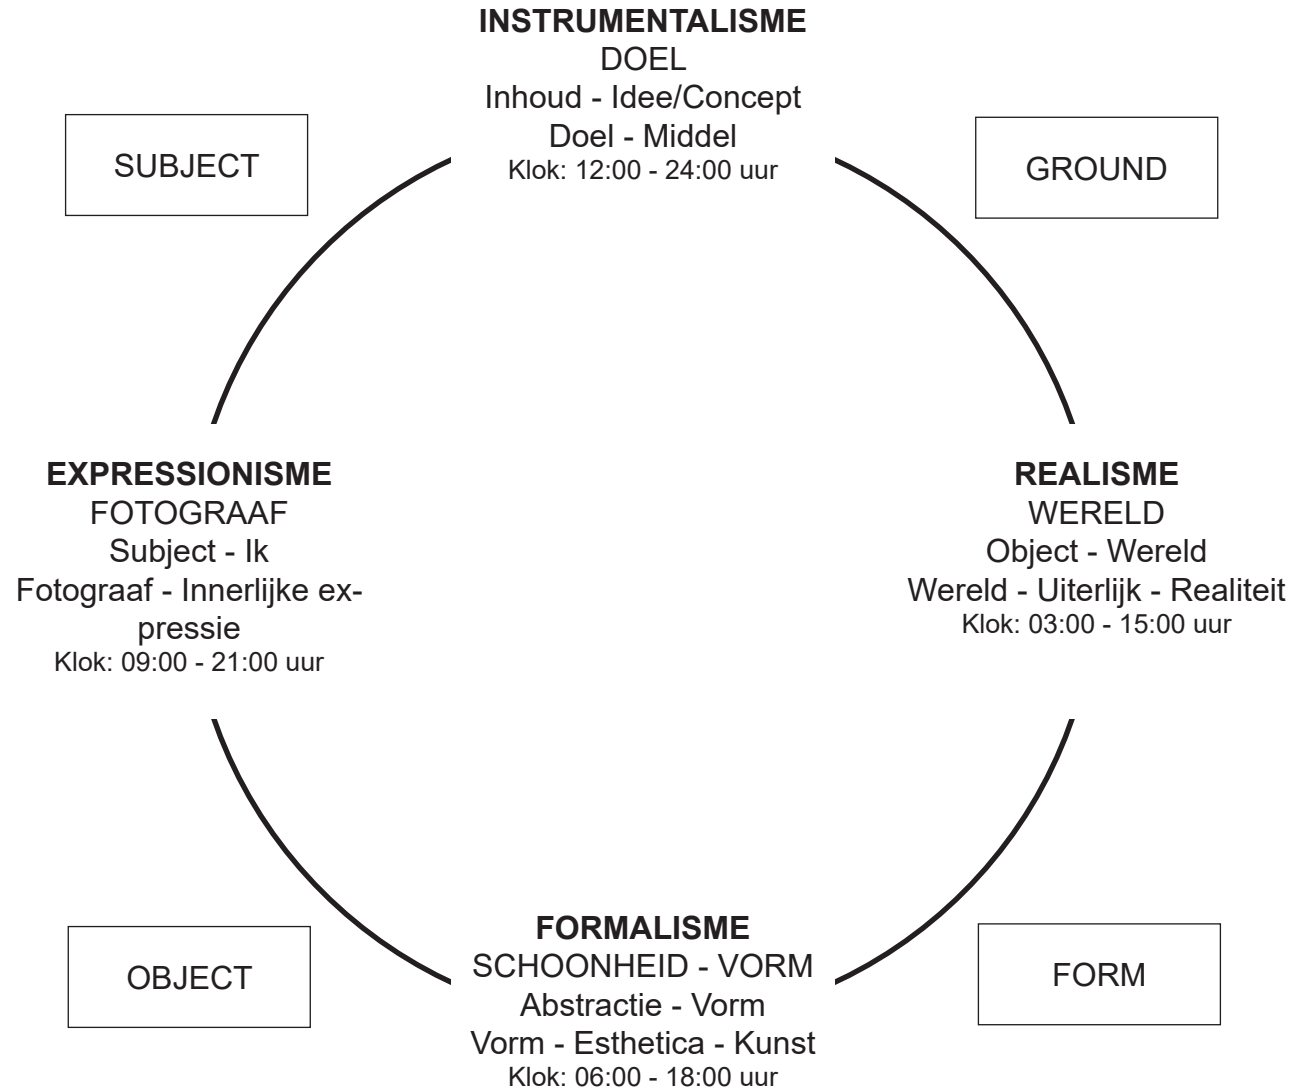 INSTRUMENTALISME
DOEL
Inhoud - Idee/Concept
Doel - Middel
Klok: 12:00 - 24:00 uur
SUBJECT
GROUND
EXPRESSIONISME
FOTOGRAAF
Subject - Ik
Fotograaf - Innerlijke ex-
pressie
Klok: 09:00 - 21:00 uur
REALISME
WERELD
Object - Wereld
Wereld - Uiterlijk - Realiteit
Klok: 03:00 - 15:00 uur
OBJECT
FORMALISME
SCHOONHEID - VORM
Abstractie - Vorm
Vorm - Esthetica - Kunst
Klok: 06:00 - 18:00 uur
FORM